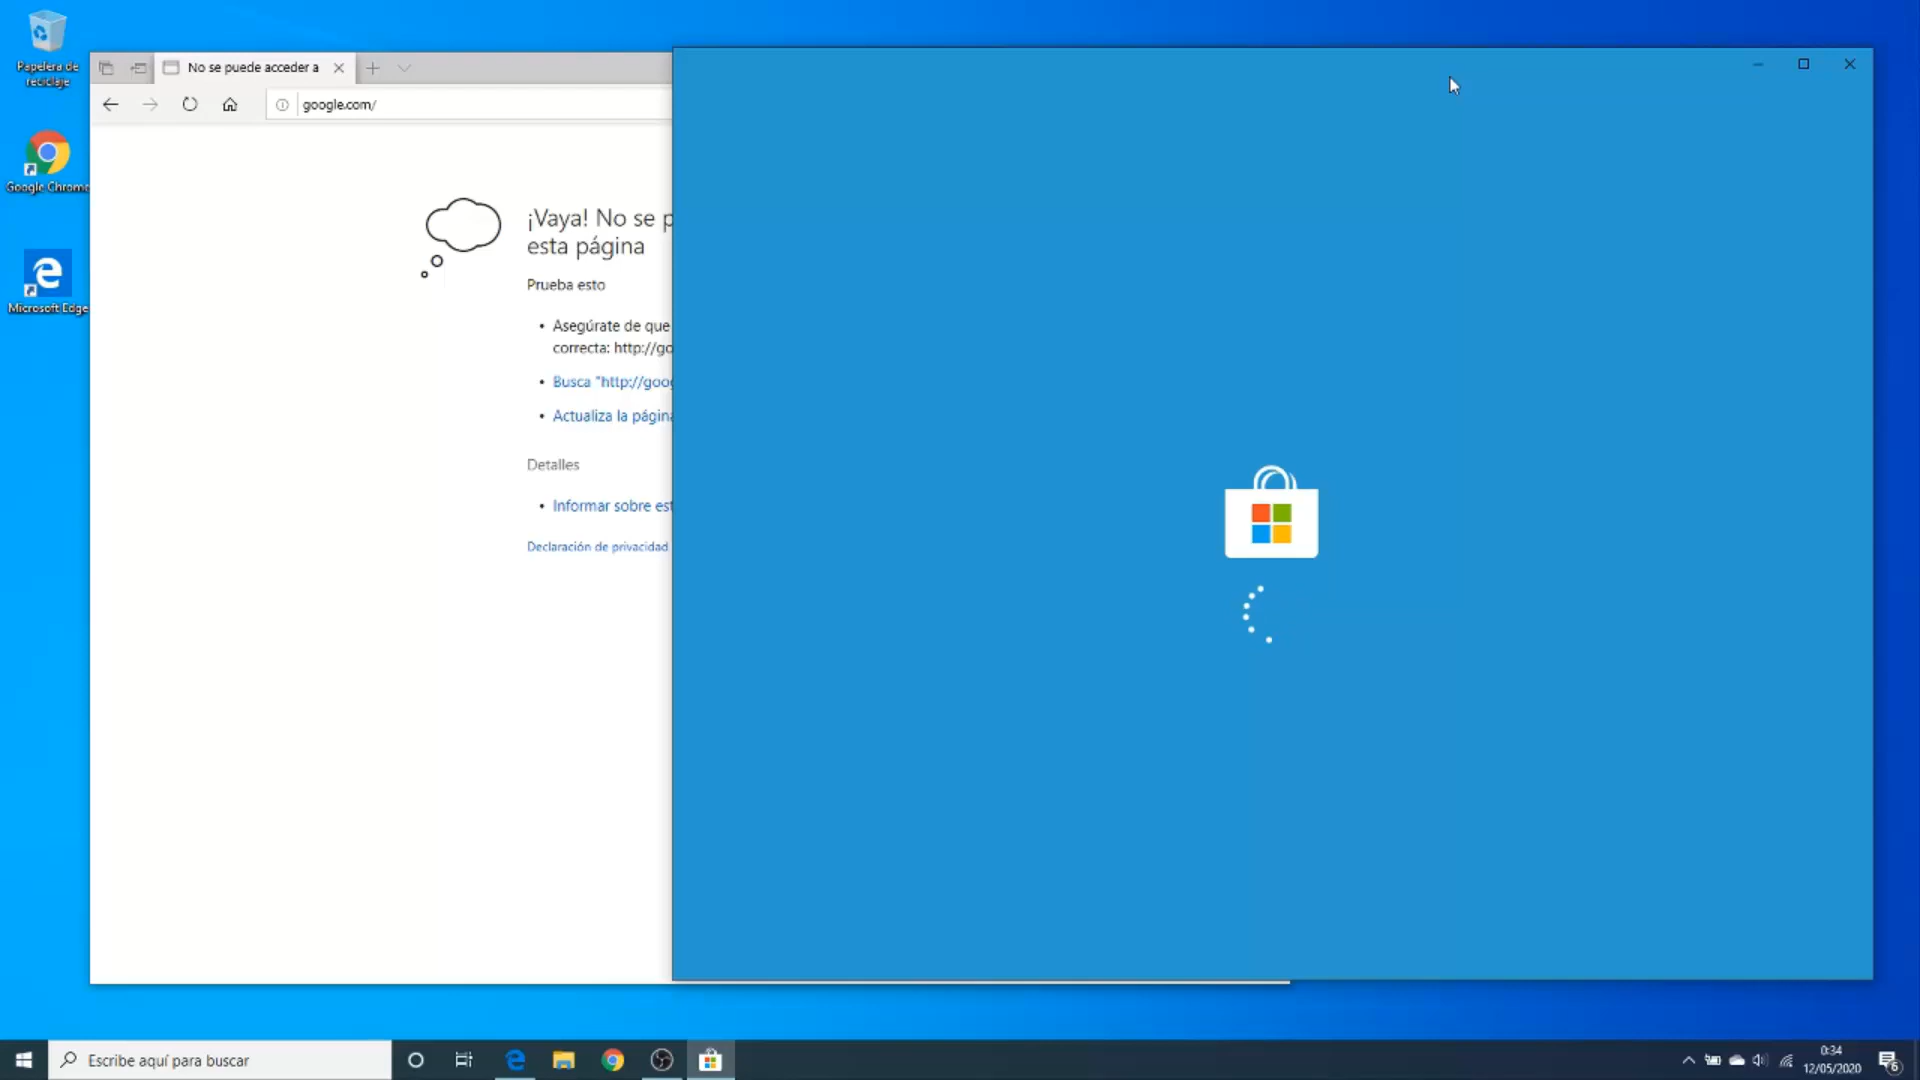 Papelera de
reciclaje
Google Chrome
Microsoft Edge
No se puede acceder a
google.com/
¡Vaya! No se p
esta página
Prueba esto
• Asegúrate de que
correcta: http://go
• Busca "http://goog
• Actualiza la página
Detalles
• Informar sobre est
Declaración de privacidad
Escribe aquí para buscar
0:34
12/05/2020
6